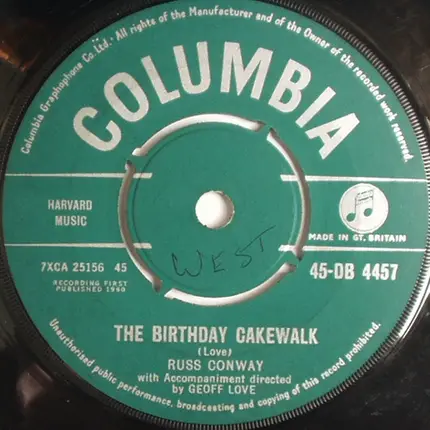 Columbia Graphophone Co. Ltd. · All rights of the Manufacturer and of the Owner of the recorded work reserved.
COLUMBIA
HARVARD
MUSIC
MADE IN GT. BRITAIN
7XCA 25156 45
RECORDING FIRST
PUBLISHED 1960
WEST
45-DB 4457
THE BIRTHDAY CAKEWALK
(Love)
RUSS CONWAY
with Accompaniment directed
by GEOFF LOVE
Unauthorised public performance, broadcasting and copying of this record prohibited.